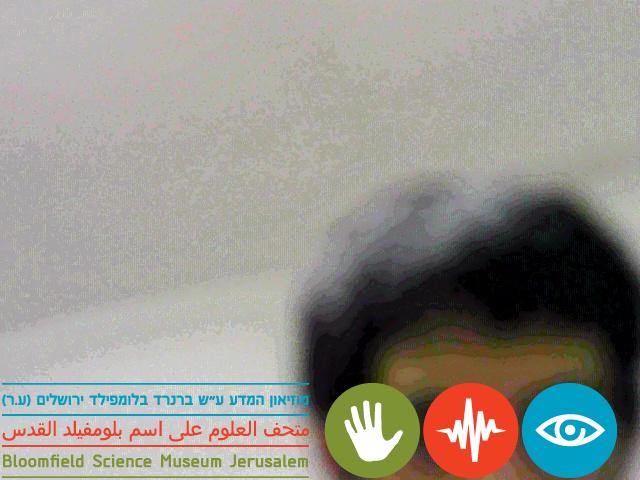 מוזיאון המדע ע״ש ברנרד בלומפילד ירושלים (ע.ר)
متحف العلوم على اسم بلومفيلد القدس
Bloomfield Science Museum Jerusalem